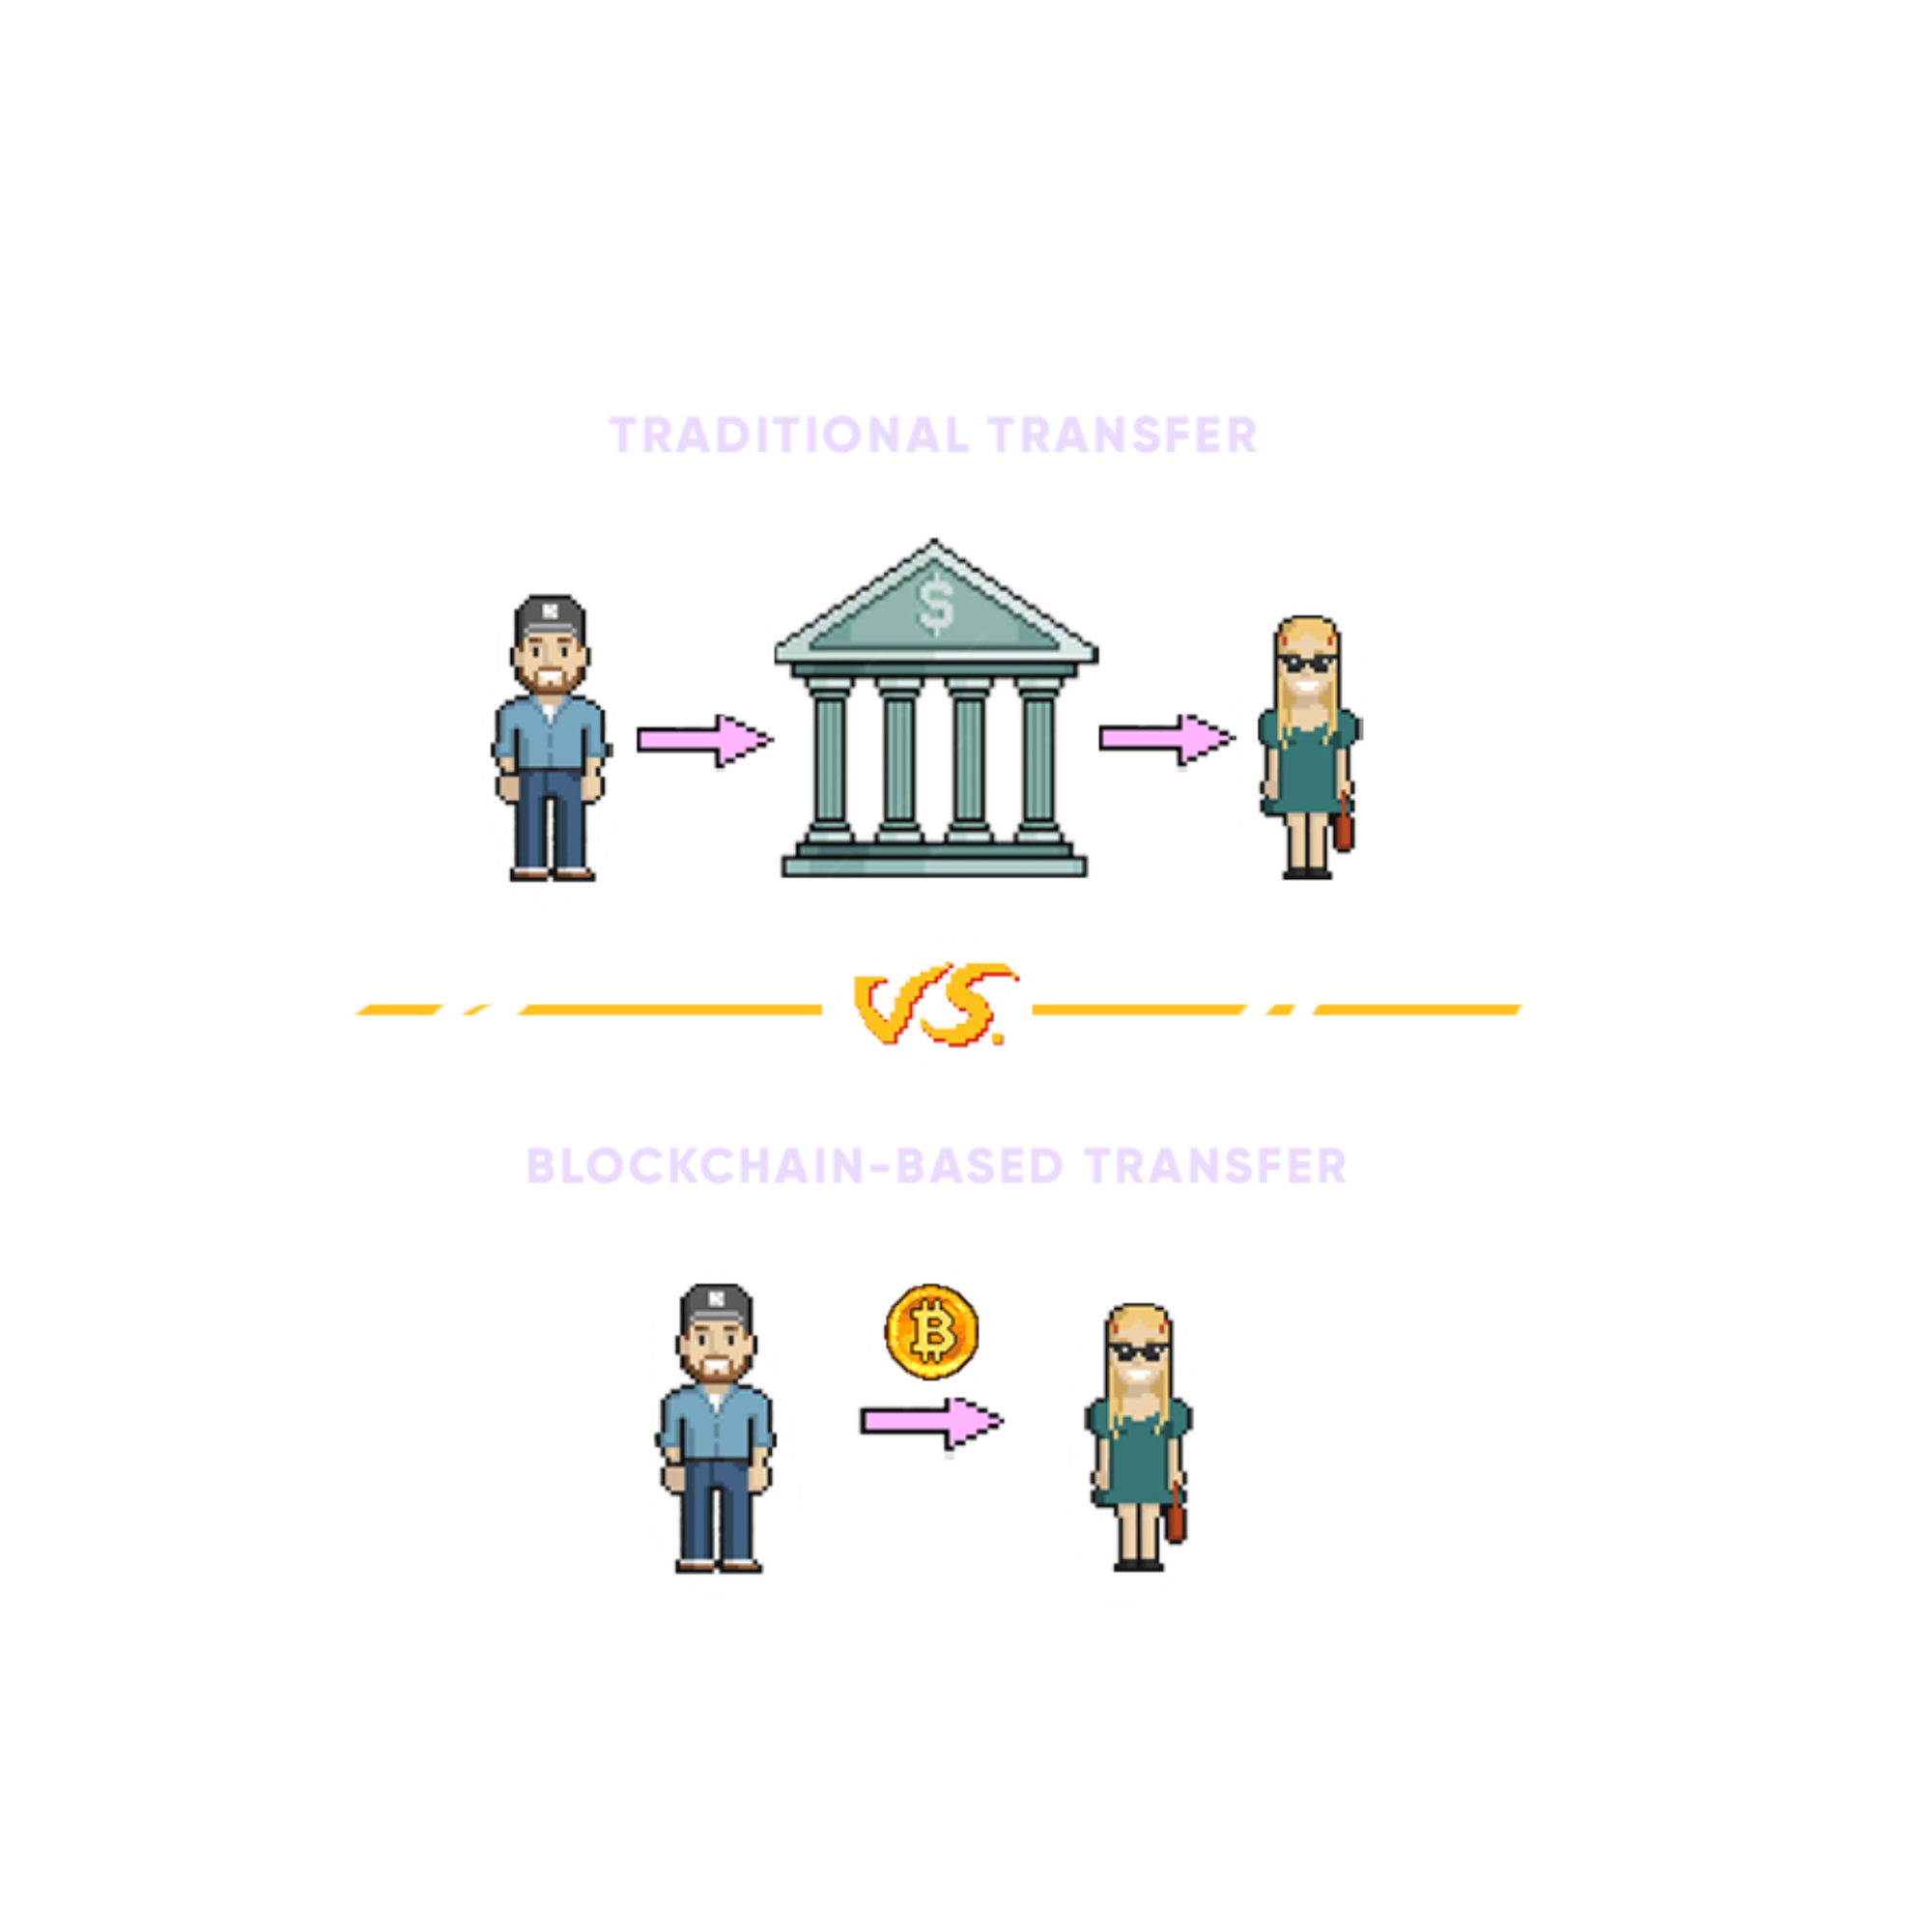 TRADITIONAL TRANSFER
$
VS.
BLOCKCHAIN-BASED TRANSFER
₿